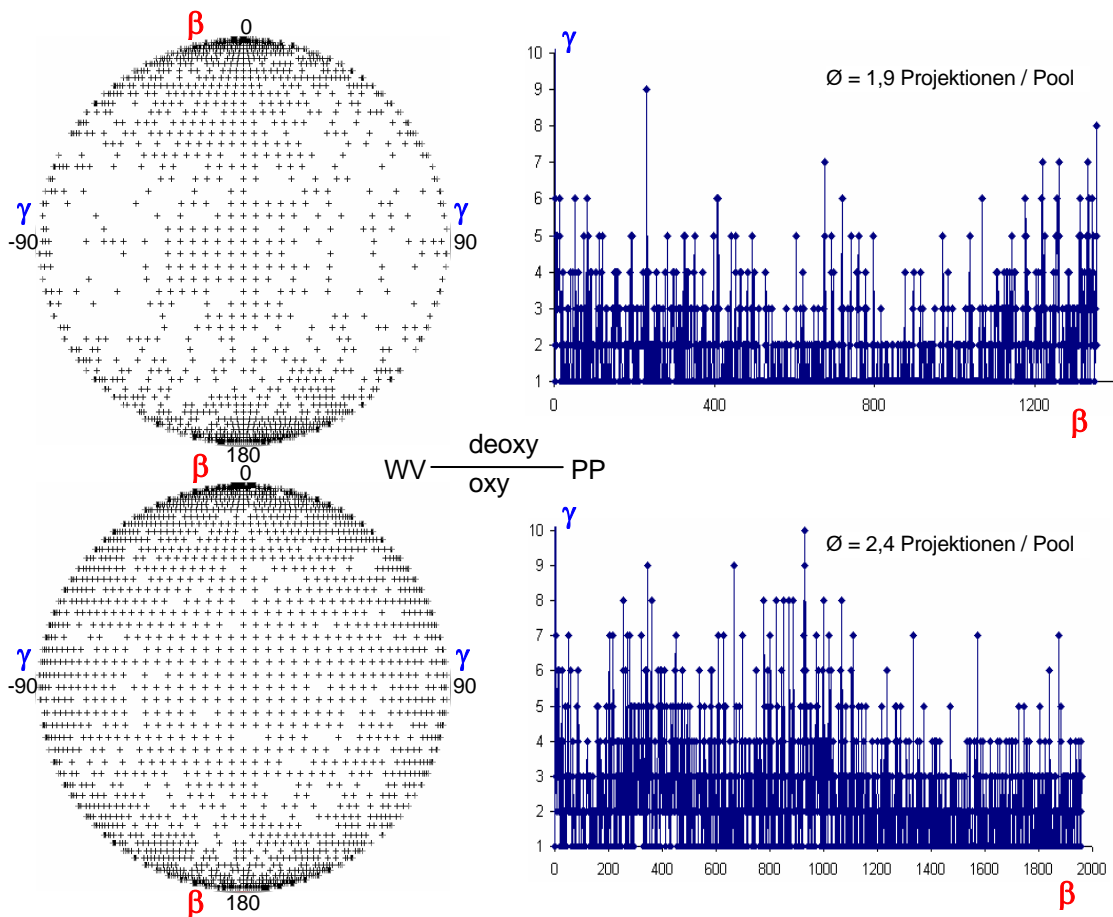 β 0
γ γ
-90 90
180
γ
Ø = 1,9 Projektionen / Pool
10
9
8
7
6
5
4
3
2
1
0 400 800 1200
β
WV deoxy PP
oxy
β 0
γ γ
-90 90
β 180
γ
Ø = 2,4 Projektionen / Pool
10
9
8
7
6
5
4
3
2
1
0 200 400 600 800 1000 1200 1400 1600 1800 2000
β